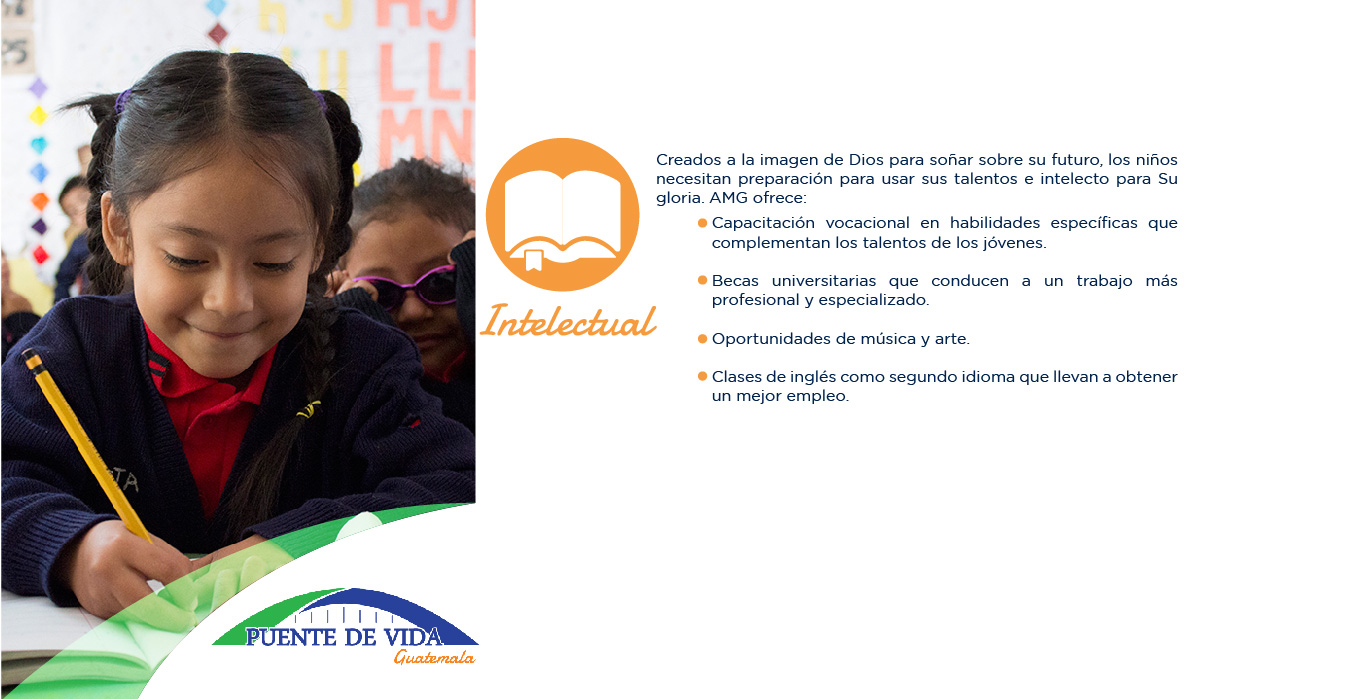 Creados a la imagen de Dios para soñar sobre su futuro, los niños
necesitan preparación para usar sus talentos e intelecto para Su
gloria. AMG ofrece:
Capacitación vocacional en habilidades específicas que
complementan los talentos de los jóvenes.
Becas universitarias que conducen a un trabajo más
profesional y especializado.
Oportunidades de música y arte.
Clases de inglés como segundo idioma que llevan a obtener
un mejor empleo.
Intelectual
PUENTE DE VIDA
Guatemala